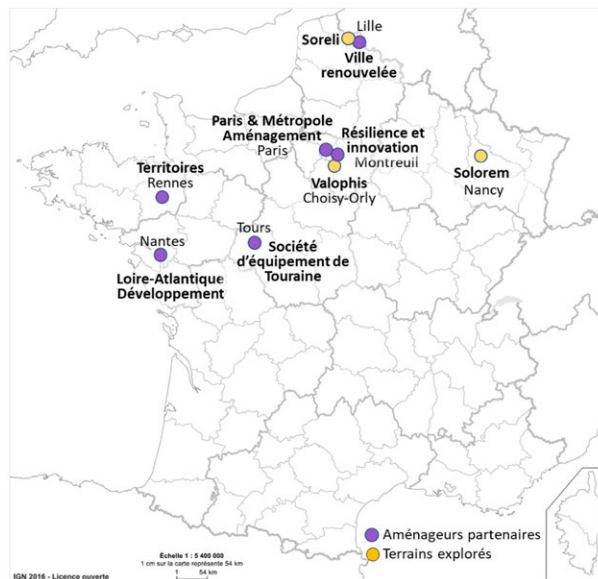 Lille
Soreli
Ville
renouvelée
Paris & Métropole
Aménagement
Paris
Résilience et
innovation
Montreuil
Territoires
Rennes
Valophis
Choisy-Orly
Solorem
Nancy
Tours
Société
d'équipement de
Touraine
Nantes
Loire-Atlantique
Développement
Aménageurs partenaires
Terrains explorés
Échelle 1 : 5 400 000
1 cm sur la carte représente 54 km
1 54 km
IGN 2016 - Licence ouverte